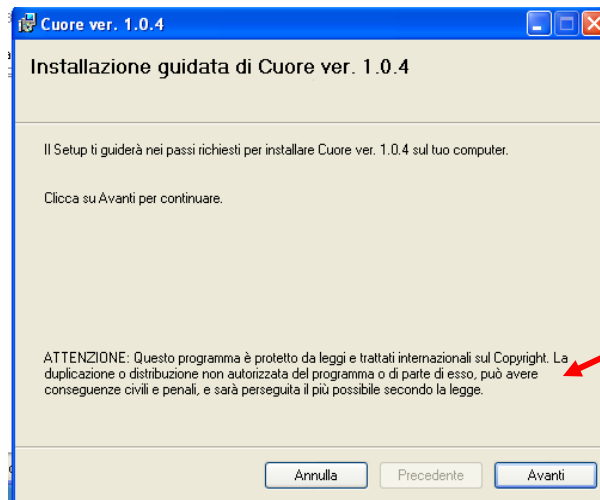 Cuore ver. 1.0.4
Installazione guidata di Cuore ver. 1.0.4
Il Setup ti guiderà nei passi richiesti per installare Cuore ver. 1.0.4 sul tuo computer.
Clicca su Avanti per continuare.
ATTENZIONE: Questo programma è protetto da leggi e trattati internazionali sul Copyright. La
duplicazione o distribuzione non autorizzata del programma o di parte di esso, può avere
conseguenze civili e penali, e sarà perseguita il più possibile secondo la legge.
Annulla
Precedente
Avanti